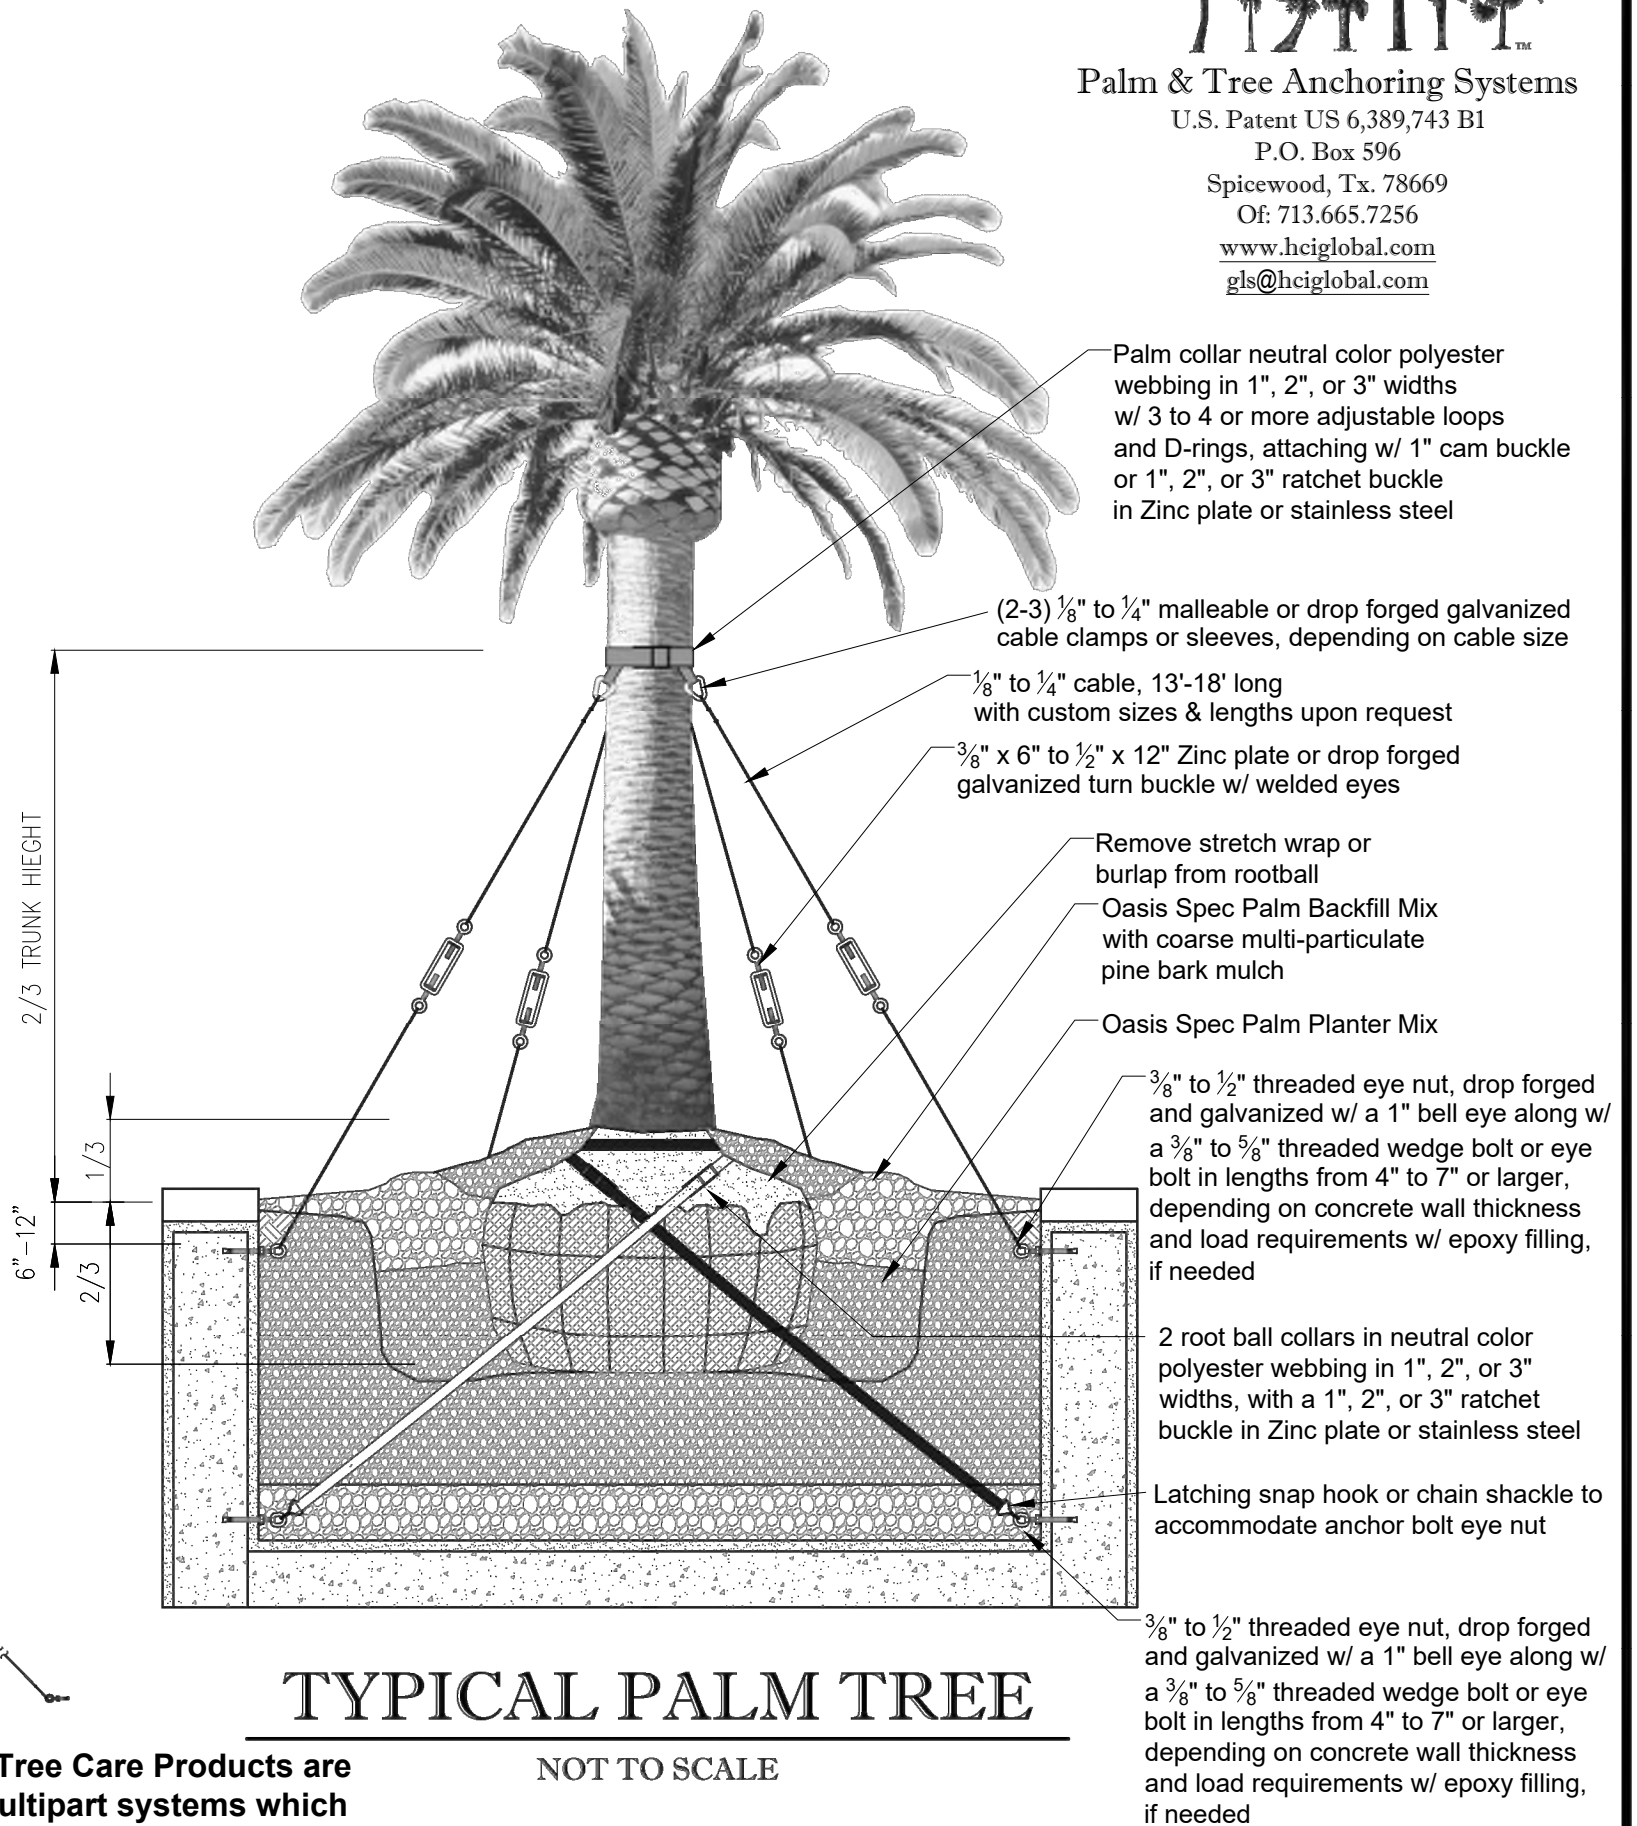 TM
Palm & Tree Anchoring Systems
U.S. Patent US 6,389,743 B1
P.O. Box 596
Spicewood, Tx. 78669
Of: 713.665.7256
www.hciglobal.com
gls@hciglobal.com
Palm collar neutral color polyester
webbing in 1", 2", or 3" widths
w/ 3 to 4 or more adjustable loops
and D-rings, attaching w/ 1" cam buckle
or 1", 2", or 3" ratchet buckle
in Zinc plate or stainless steel
(2-3) ⅛" to ¼" malleable or drop forged galvanized
cable clamps or sleeves, depending on cable size
⅛" to ¼" cable, 13'-18' long
with custom sizes & lengths upon request
⅜" x 6" to ½" x 12" Zinc plate or drop forged
galvanized turn buckle w/ welded eyes
Remove stretch wrap or
burlap from rootball
Oasis Spec Palm Backfill Mix
with coarse multi-particulate
pine bark mulch
Oasis Spec Palm Planter Mix
⅜" to ½" threaded eye nut, drop forged
and galvanized w/ a 1" bell eye along w/
a ⅜" to ⅝" threaded wedge bolt or eye
bolt in lengths from 4" to 7" or larger,
depending on concrete wall thickness
and load requirements w/ epoxy filling,
if needed
2 root ball collars in neutral color
polyester webbing in 1", 2", or 3"
widths, with a 1", 2", or 3" ratchet
buckle in Zinc plate or stainless steel
Latching snap hook or chain shackle to
accommodate anchor bolt eye nut
⅜" to ½" threaded eye nut, drop forged
and galvanized w/ a 1" bell eye along w/
a ⅜" to ⅝" threaded wedge bolt or eye
bolt in lengths from 4" to 7" or larger,
depending on concrete wall thickness
and load requirements w/ epoxy filling,
if needed
2/3 TRUNK HIEGHT
1/3
6"-12"
2/3
TYPICAL PALM TREE
NOT TO SCALE
Tree Care Products are
ultipart systems which